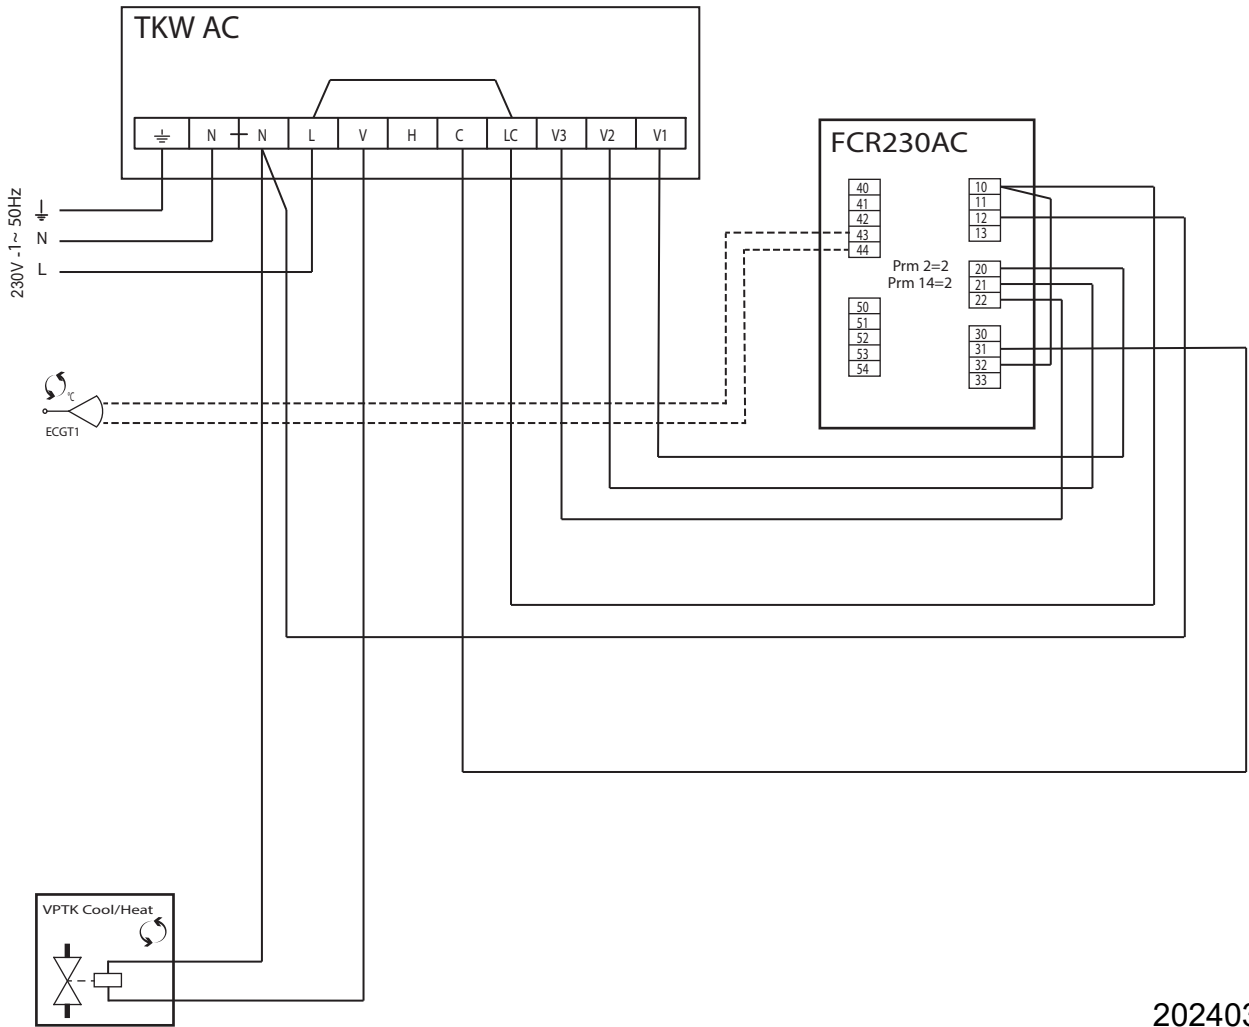 TKW AC
N
N
L
V
H
C
LC
V3
V2
V1
230V -1~ 50Hz
N
L
FCR230AC
40
41
42
43
44
10
11
12
13
Prm 2=2
Prm 14=2
20
21
22
50
51
52
53
54
30
31
32
33
°C
ECGT1
VPTK Cool/Heat
202403